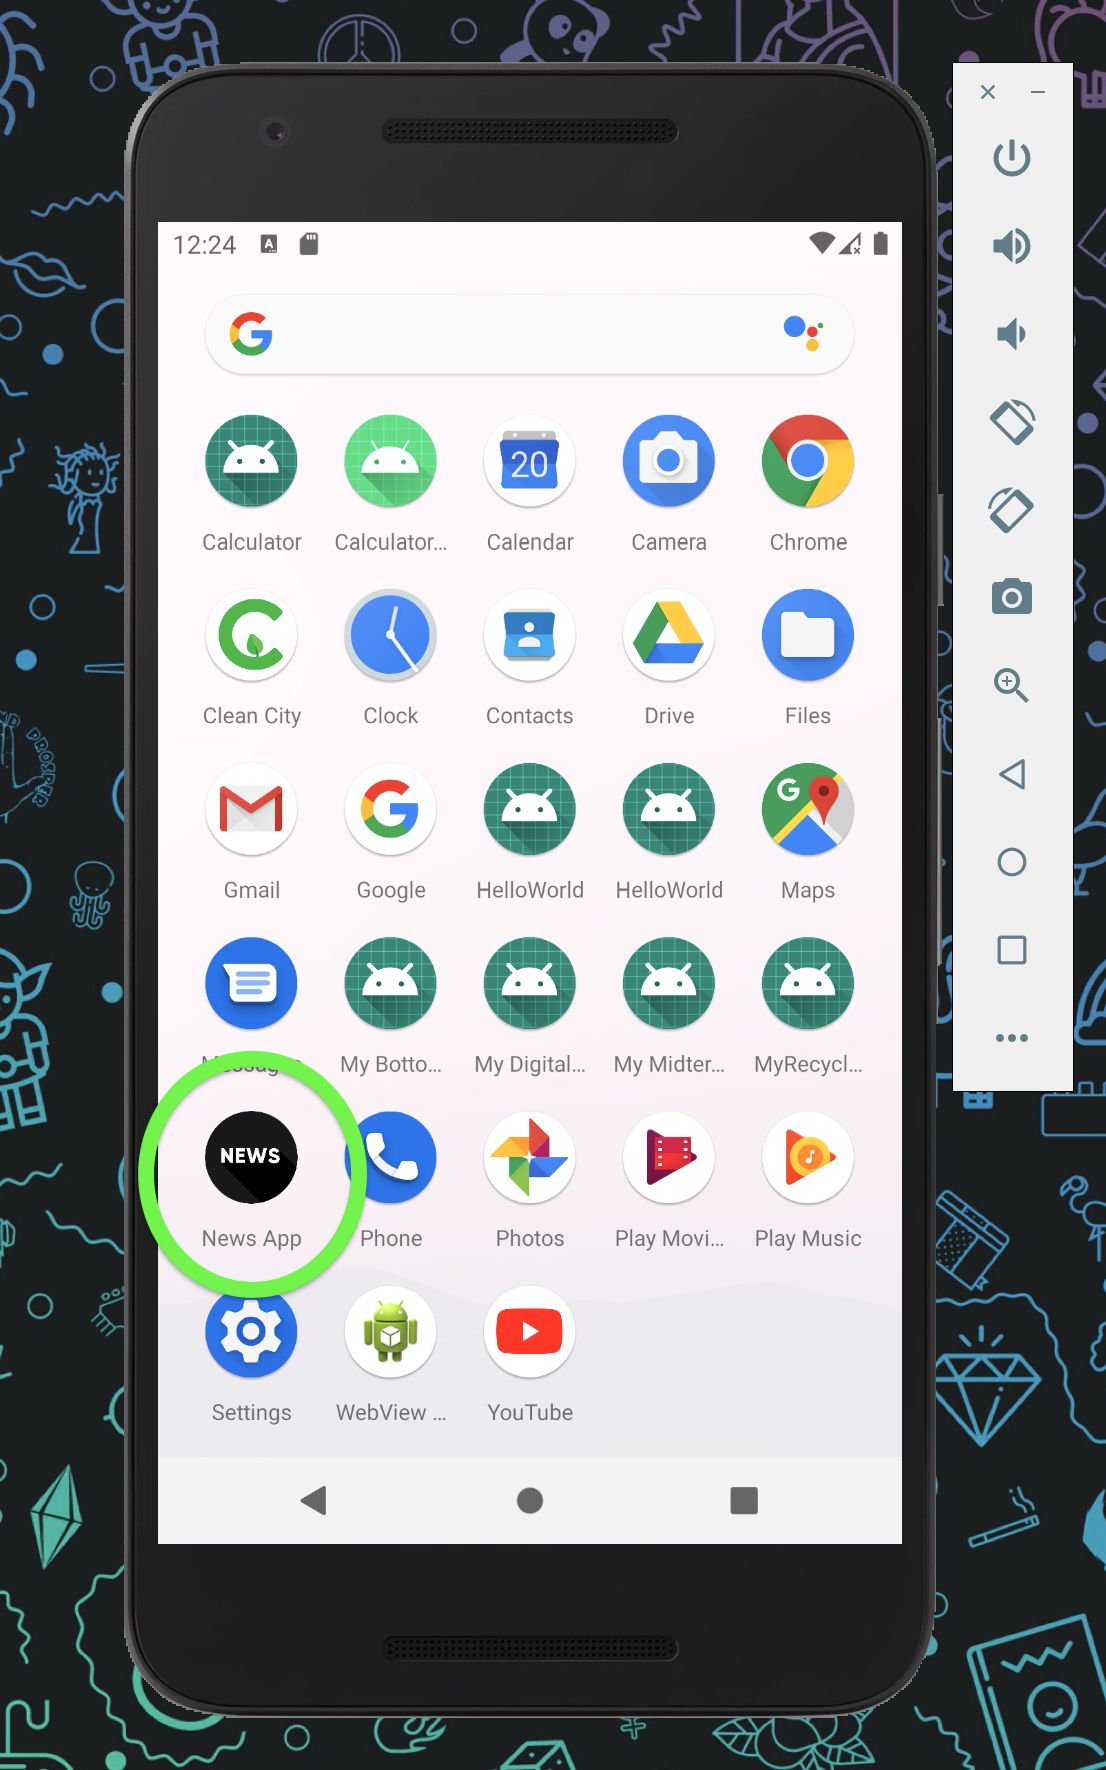 12:24
A
G
20
Calculator
Calculator...
Calendar
Camera
Chrome
Clean City
Clock
Contacts
Drive
Files
G
G
Gmail
Google
HelloWorld
HelloWorld
Maps
My Botto...
My Digital...
My Midter...
MyRecycl...
NEWS
News App
Phone
Photos
Play Movi...
Play Music
Settings
WebView ...
YouTube